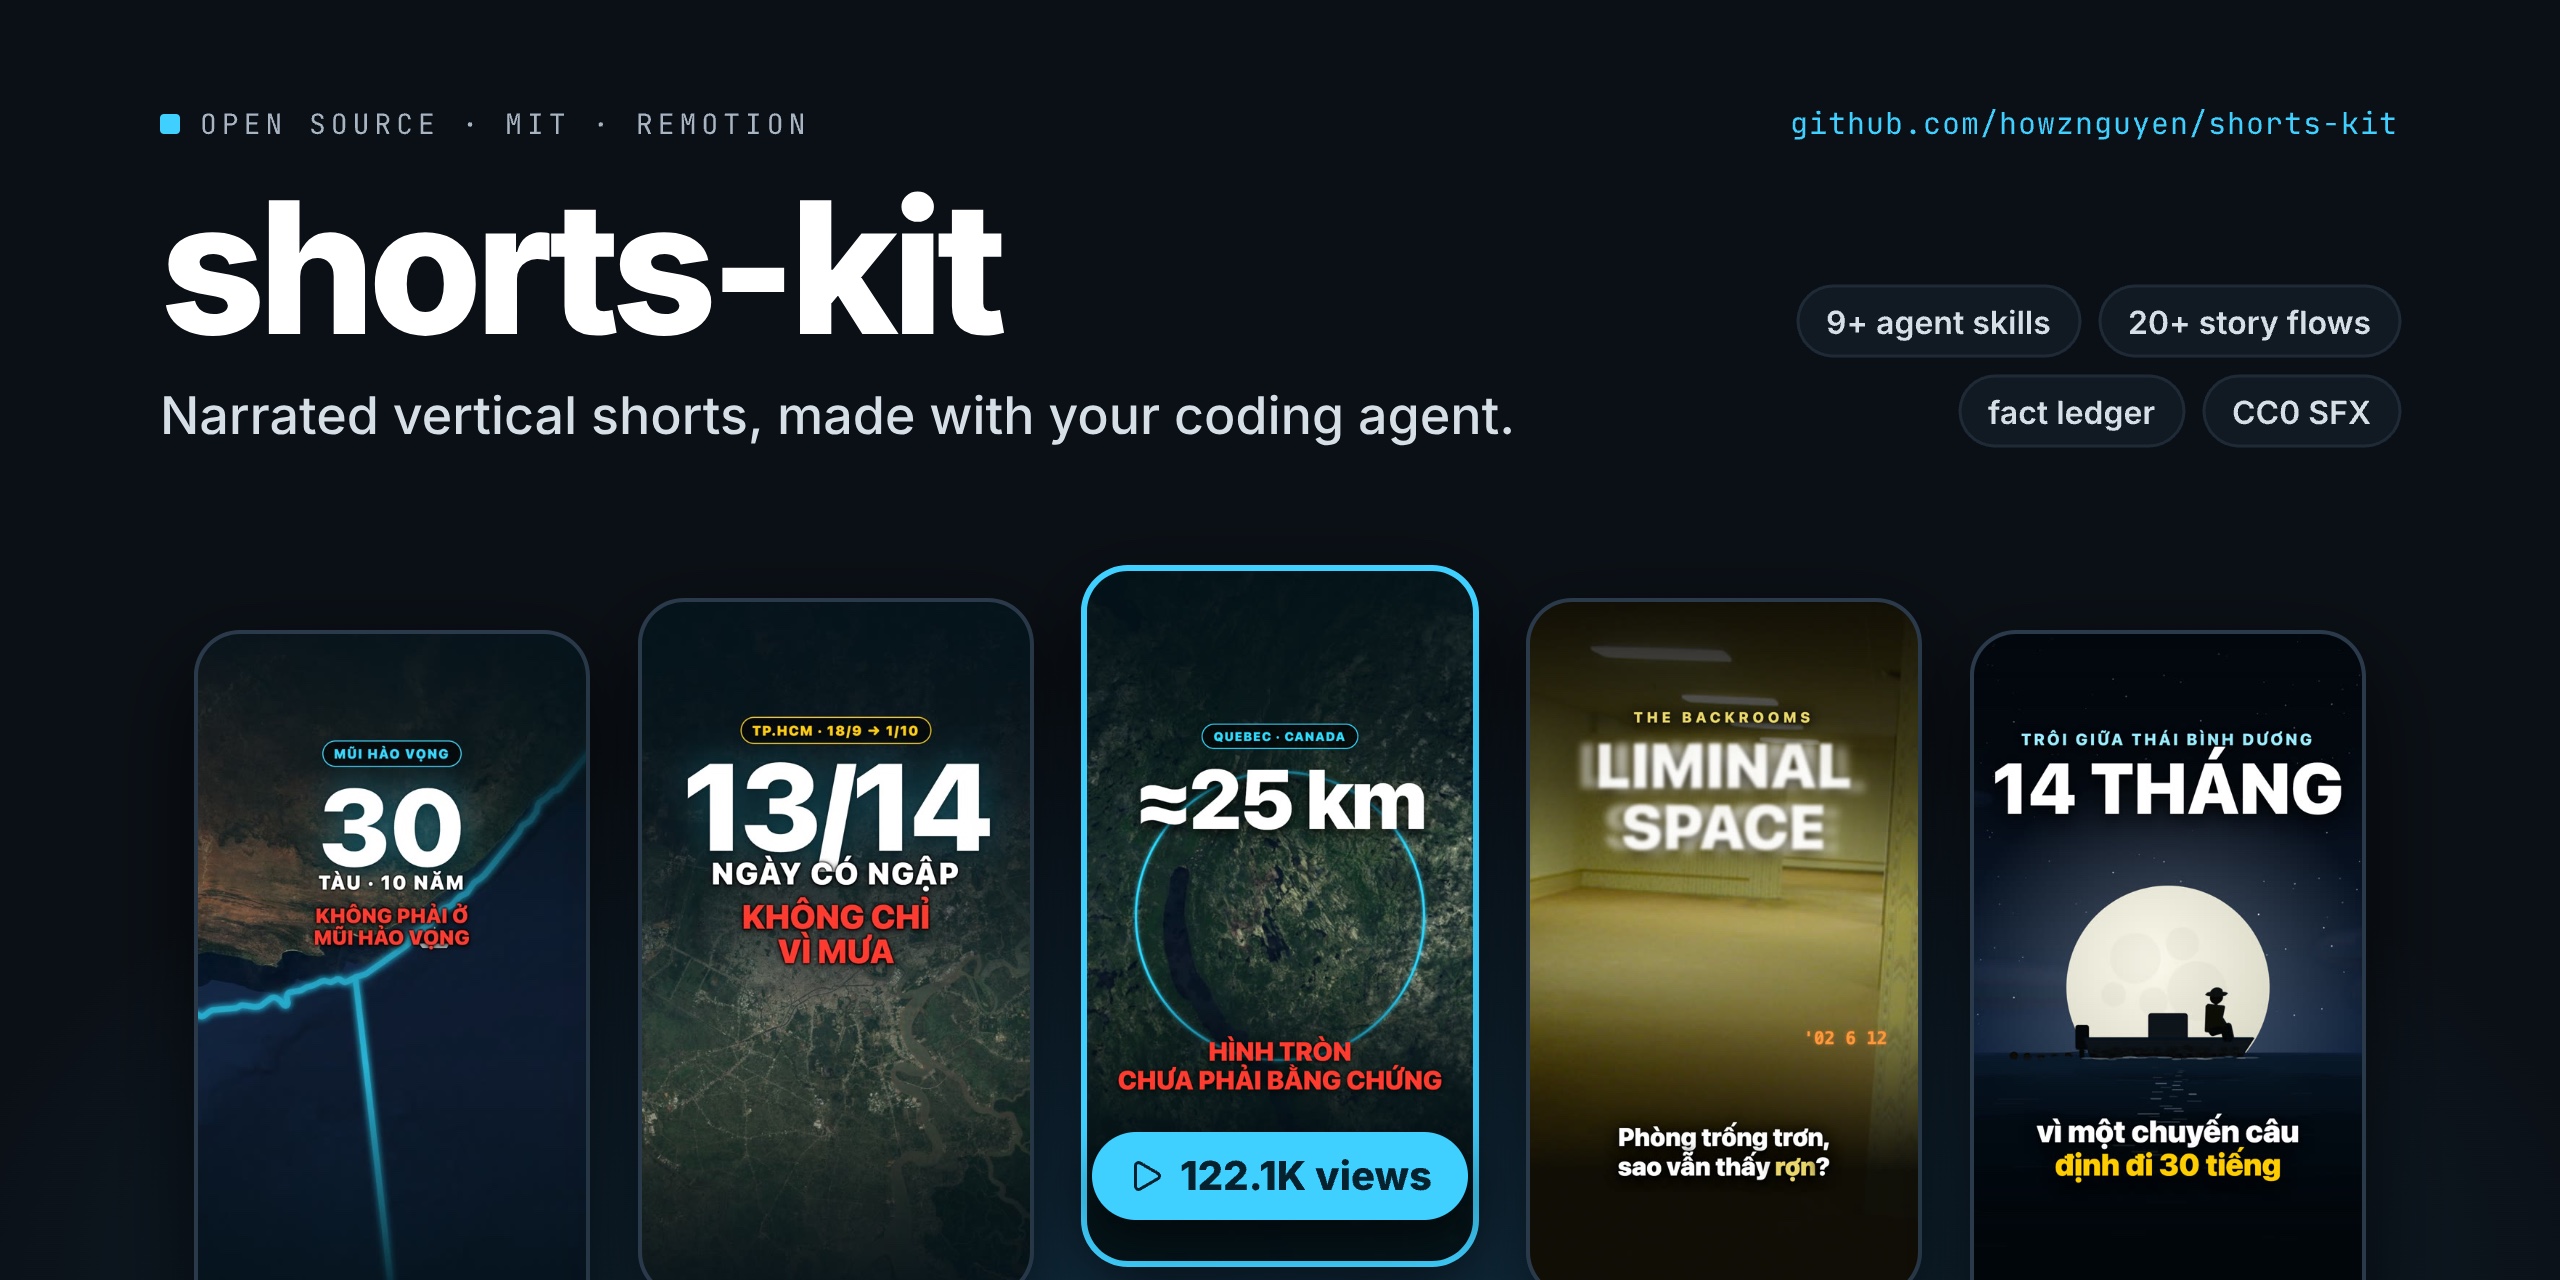 OPEN SOURCE · MIT · REMOTION
github.com/howznguyen/shorts-kit
shorts-kit
Narrated vertical shorts, made with your coding agent.
9+ agent skills
20+ story flows
fact ledger
CC0 SFX
MŨI HẢO VỌNG
30
TÀU · 10 NĂM
KHÔNG PHẢI Ở
MŨI HẢO VỌNG
TP.HCM · 18/9 → 1/10
13/14
NGÀY CÓ NGẬP
KHÔNG CHỈ
VÌ MƯA
QUEBEC · CANADA
≈25 km
HÌNH TRÒN
CHƯA PHẢI BẰNG CHỨNG
122.1K views
THE BACKROOMS
LIMINAL
SPACE
'02 6 12
Phòng trống trơn,
sao vẫn thấy rợn?
TRÔI GIỮA THÁI BÌNH DƯƠNG
14 THÁNG
vì một chuyến câu
định đi 30 tiếng